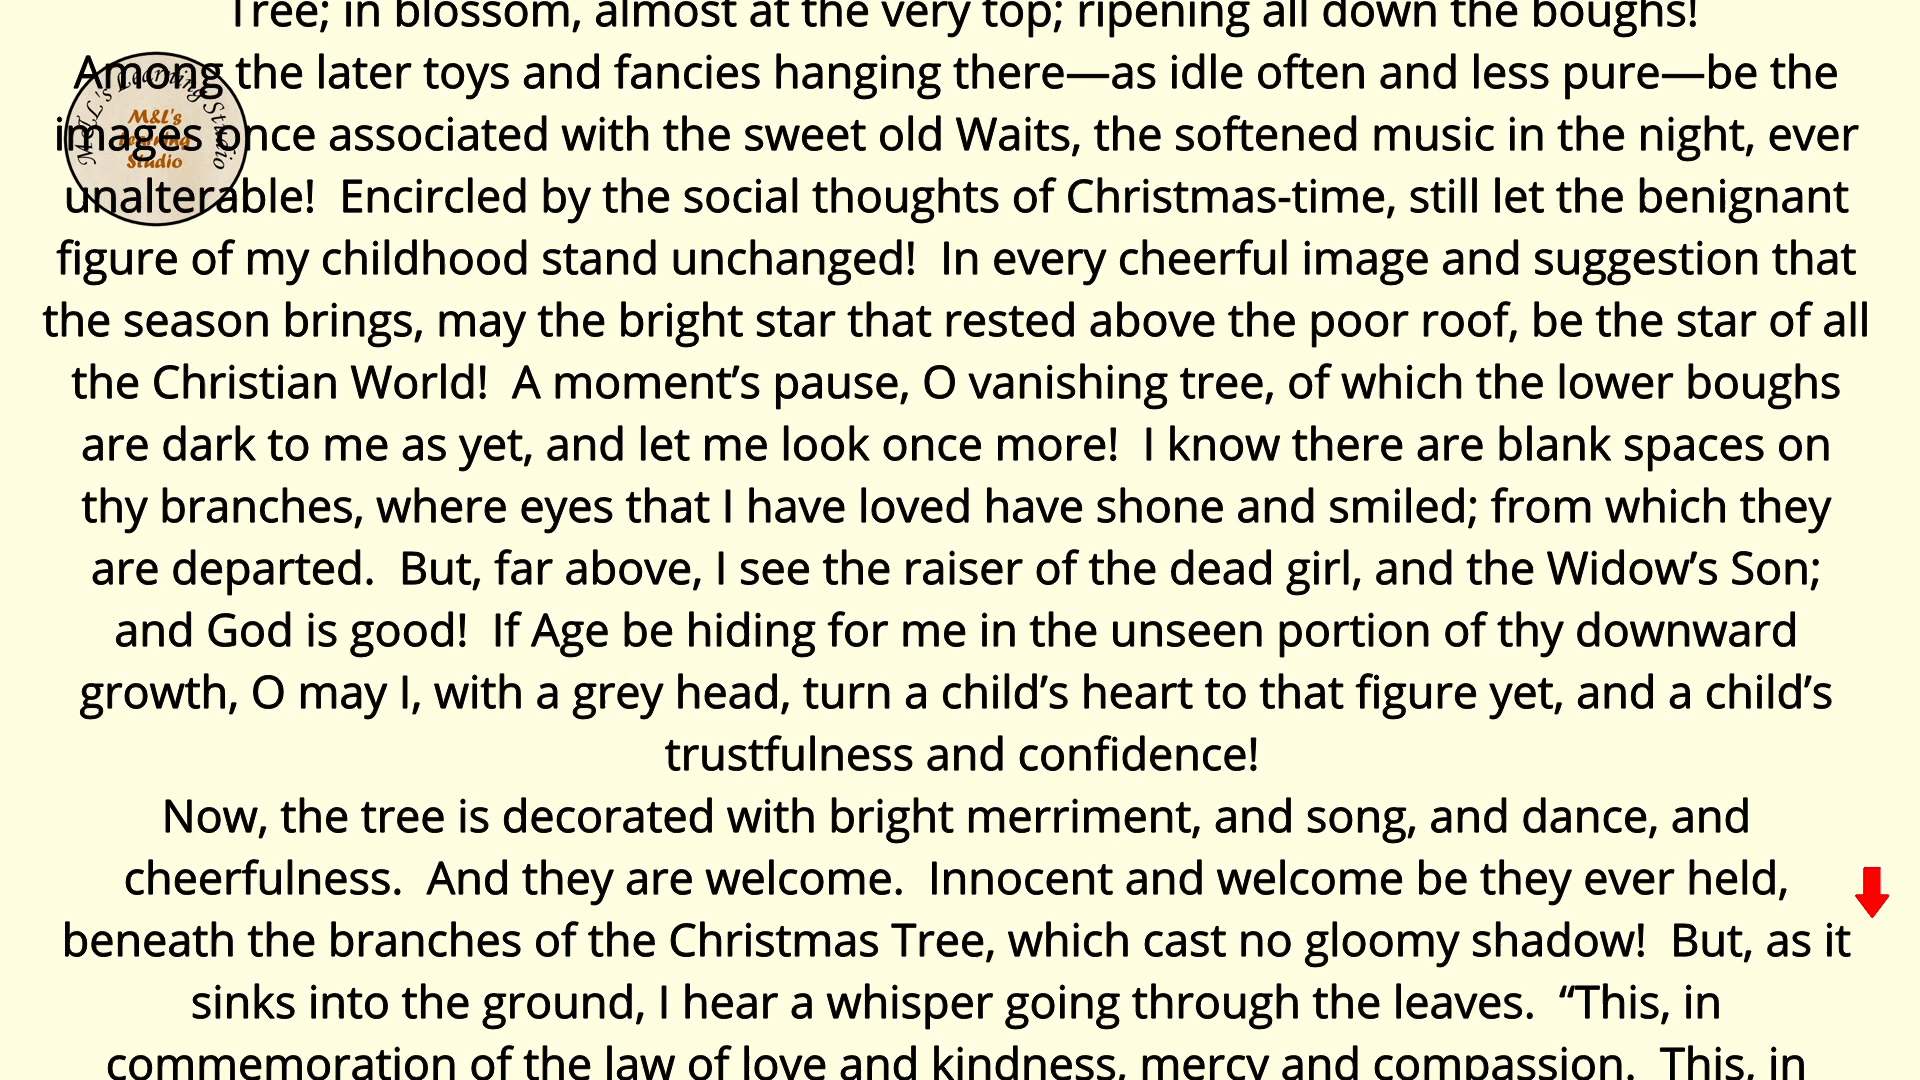 Tree; in blossom, almost at the very top; ripening all down the boughs!
Among the later toys and fancies hanging there—as idle often and less pure—be the
images once associated with the sweet old Waits, the softened music in the night, ever
unalterable!  Encircled by the social thoughts of Christmas-time, still let the benignant
figure of my childhood stand unchanged!  In every cheerful image and suggestion that
the season brings, may the bright star that rested above the poor roof, be the star of all
the Christian World!  A moment’s pause, O vanishing tree, of which the lower boughs
are dark to me as yet, and let me look once more!  I know there are blank spaces on
thy branches, where eyes that I have loved have shone and smiled; from which they
are departed.  But, far above, I see the raiser of the dead girl, and the Widow’s Son;
and God is good!  If Age be hiding for me in the unseen portion of thy downward
growth, O may I, with a grey head, turn a child’s heart to that figure yet, and a child’s
trustfulness and confidence!
Now, the tree is decorated with bright merriment, and song, and dance, and
cheerfulness.  And they are welcome.  Innocent and welcome be they ever held,
beneath the branches of the Christmas Tree, which cast no gloomy shadow!  But, as it
sinks into the ground, I hear a whisper going through the leaves.  “This, in
commemoration of the law of love and kindness, mercy and compassion.  This, in
M&L's Learning Studio
M&L's
Learning
Studio